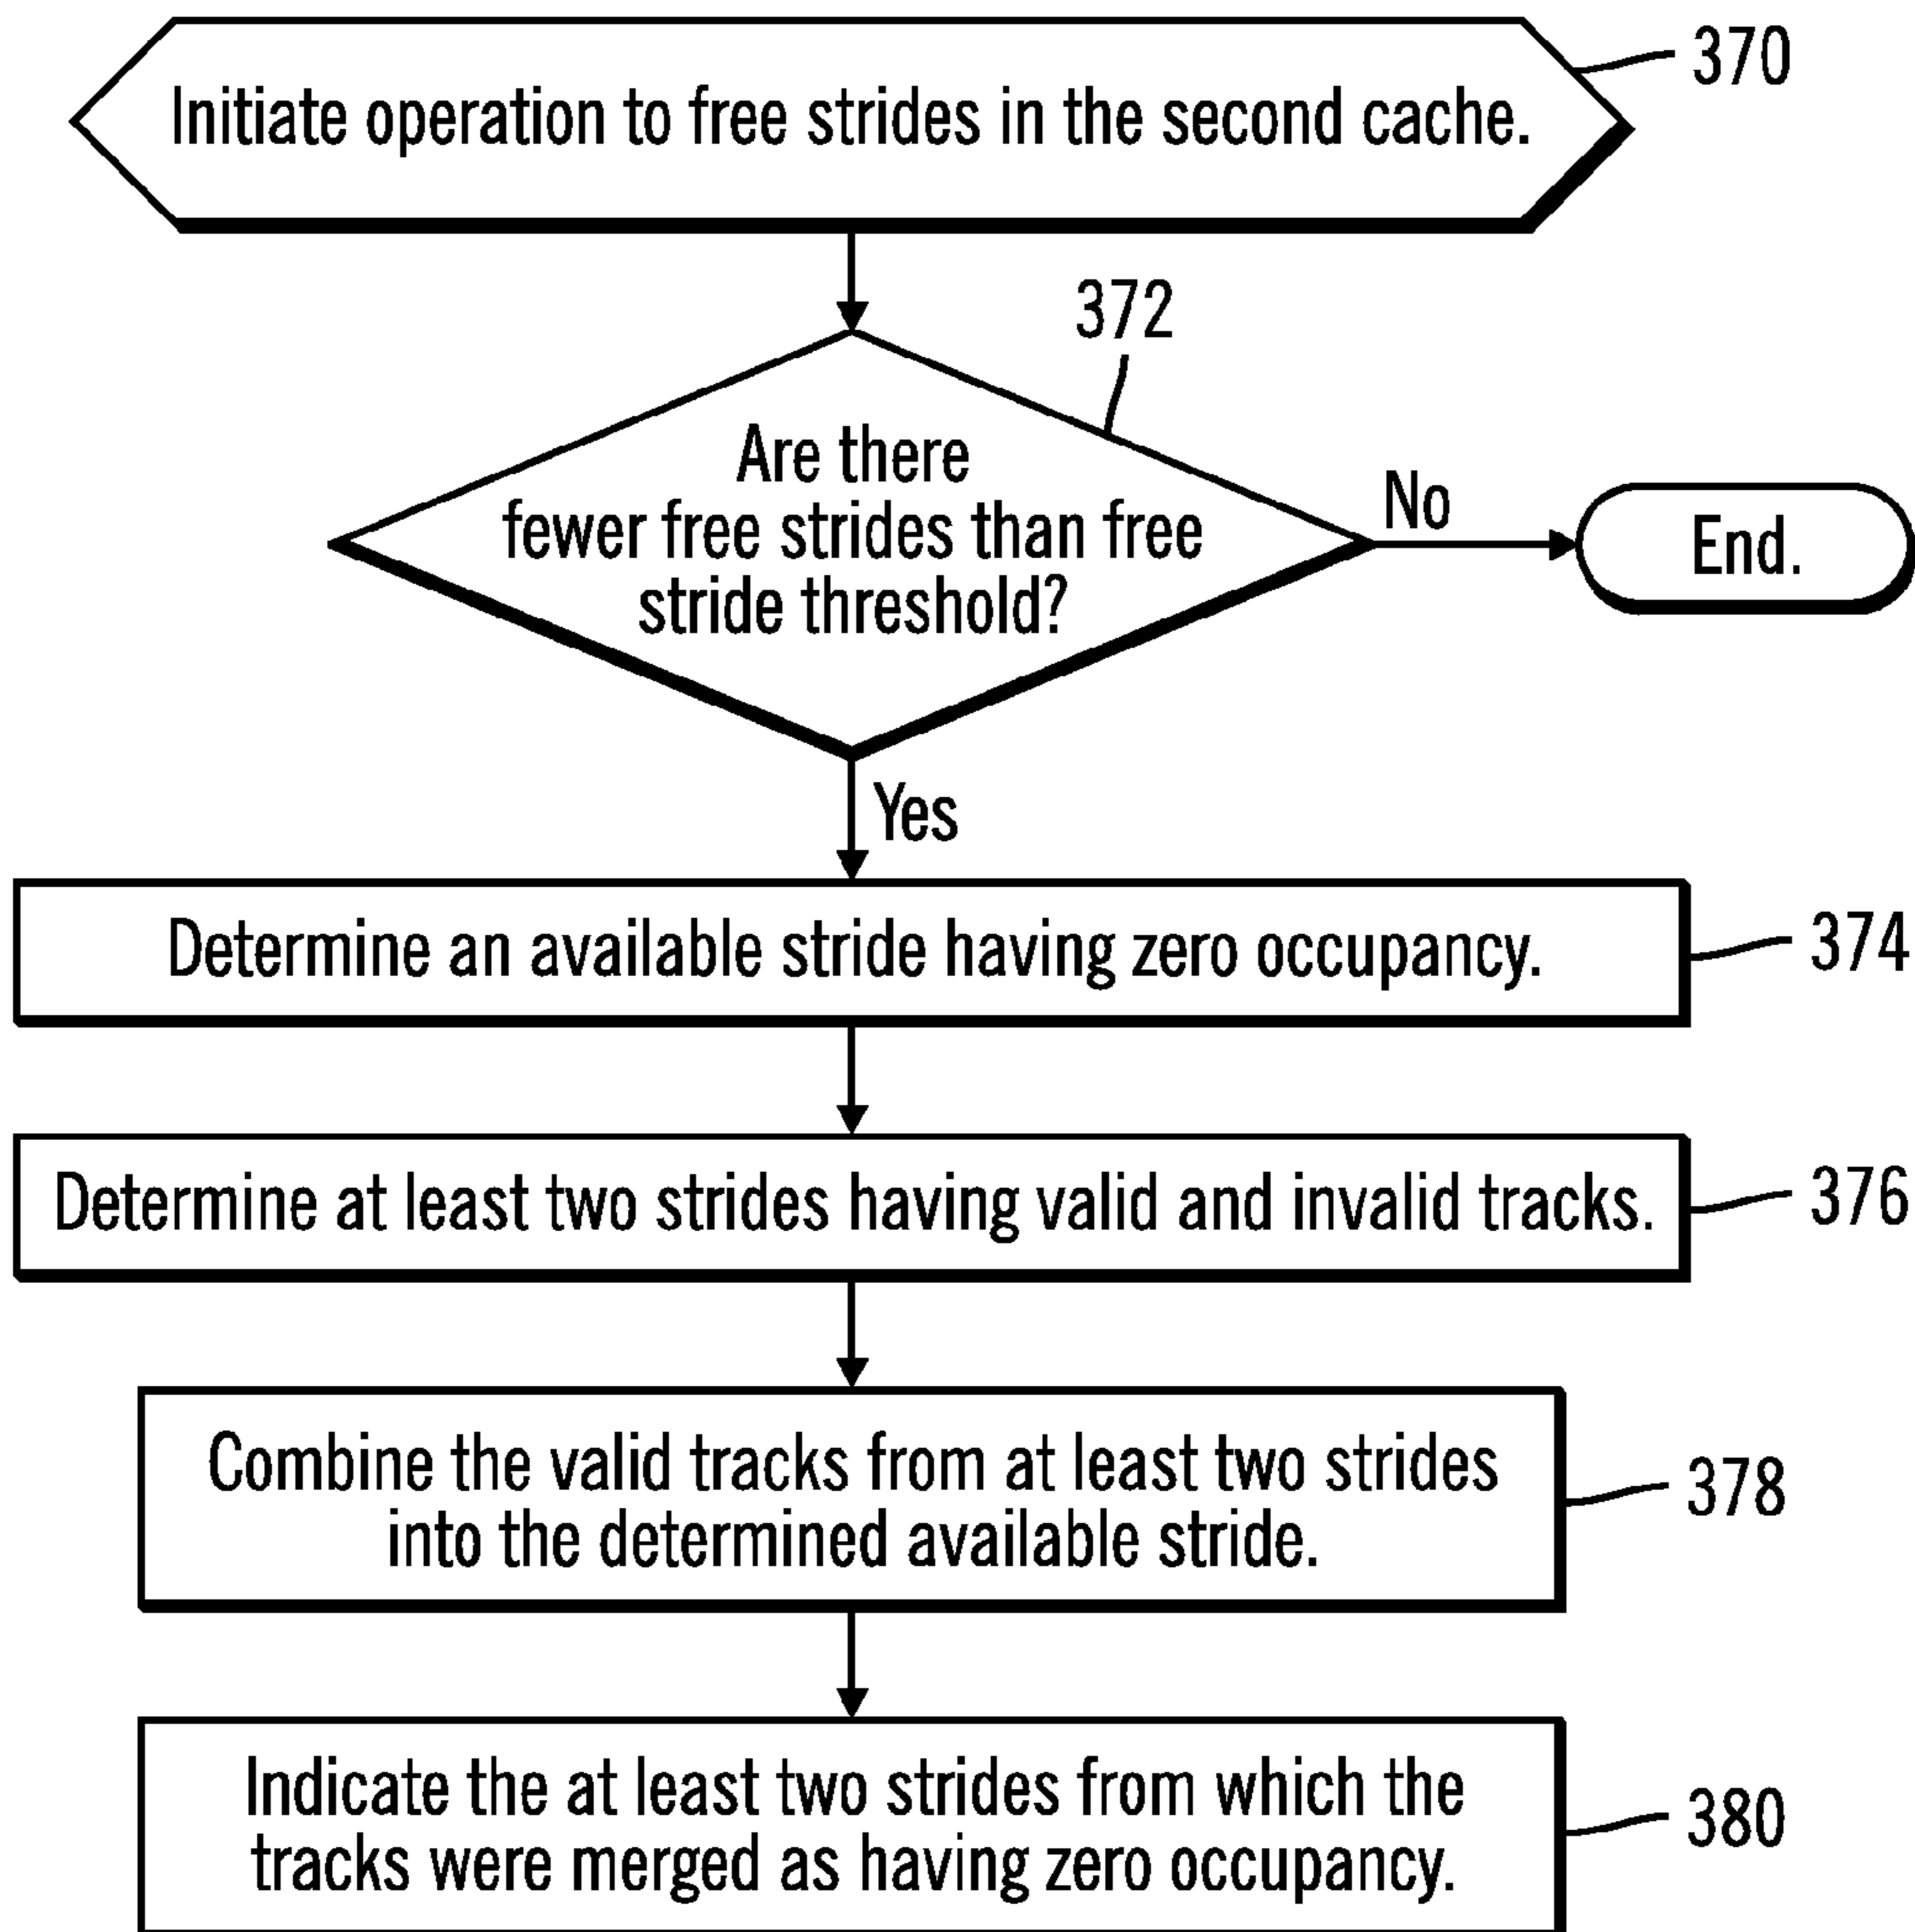 Initiate operation to free strides in the second cache.
370
372
Are there
fewer free strides than free
stride threshold?
No
End.
Yes
Determine an available stride having zero occupancy.
374
Determine at least two strides having valid and invalid tracks.
376
Combine the valid tracks from at least two strides
into the determined available stride.
378
Indicate the at least two strides from which the
tracks were merged as having zero occupancy.
380